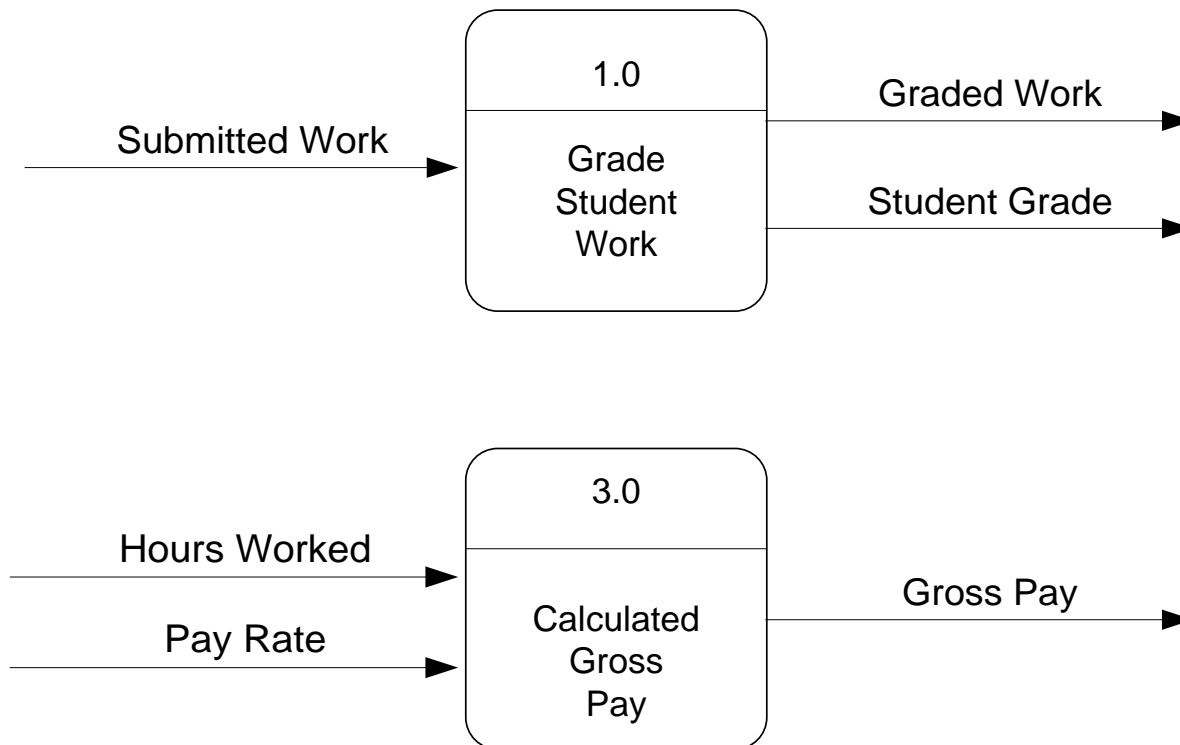 1.0
Graded Work
Submitted Work
Grade
Student
Work
Student Grade
3.0
Hours Worked
Pay Rate
Calculated
Gross
Pay
Gross Pay